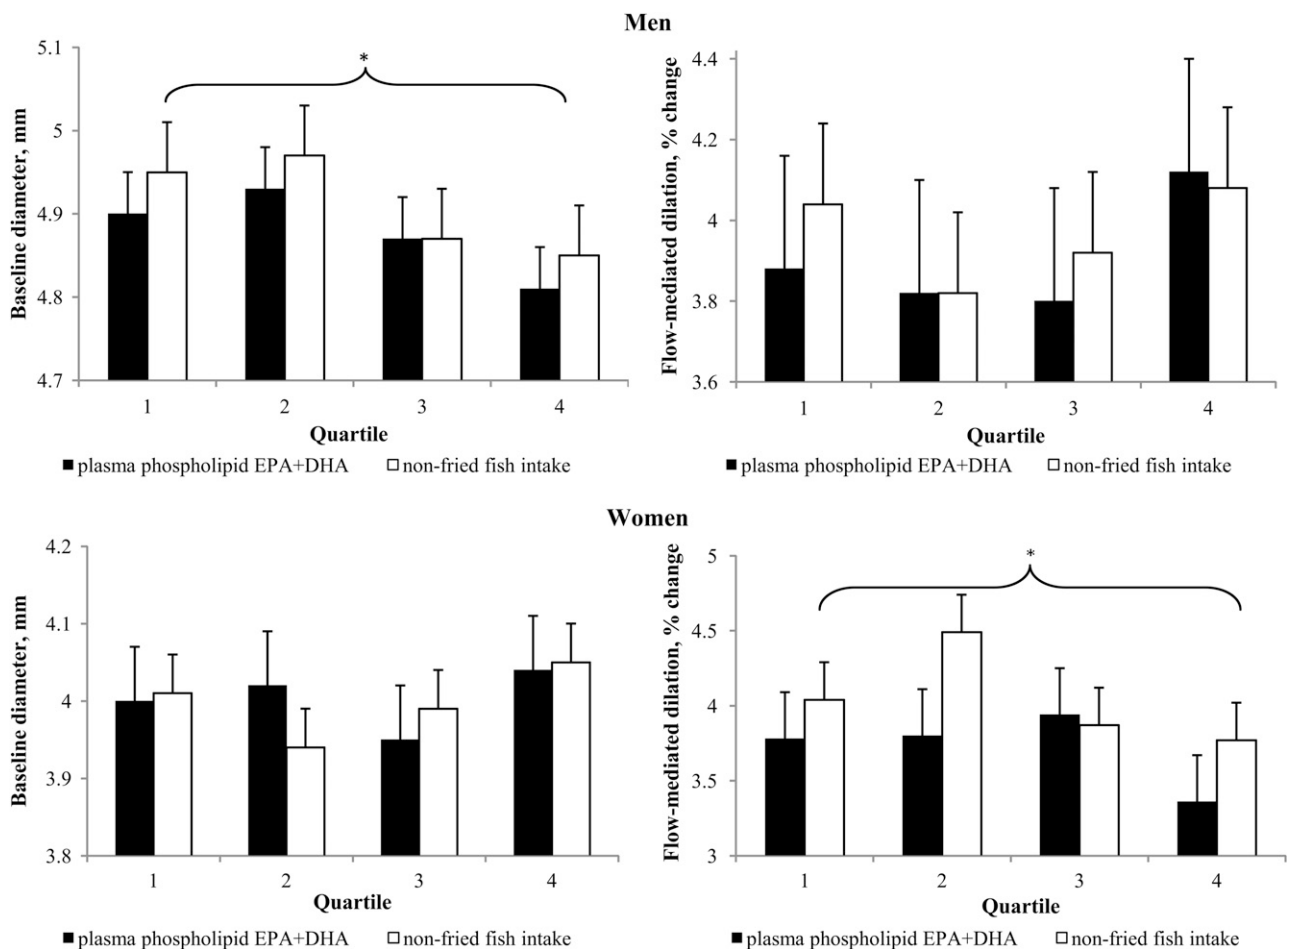 Men
Baseline diameter, mm
5.1
5
4.9
4.8
4.7
*
1 2 3 4
Quartile
■ plasma phospholipid EPA+DHA □ non-fried fish intake
Flow-mediated dilation, % change
4.4
4.2
4
3.8
3.6
1 2 3 4
Quartile
■ plasma phospholipid EPA+DHA □ non-fried fish intake
Women
Baseline diameter, mm
4.2
4.1
4
3.9
3.8
1 2 3 4
Quartile
■ plasma phospholipid EPA+DHA □ non-fried fish intake
Flow-mediated dilation, % change
5
4.5
4
3.5
3
*
1 2 3 4
Quartile
■ plasma phospholipid EPA+DHA □ non-fried fish intake